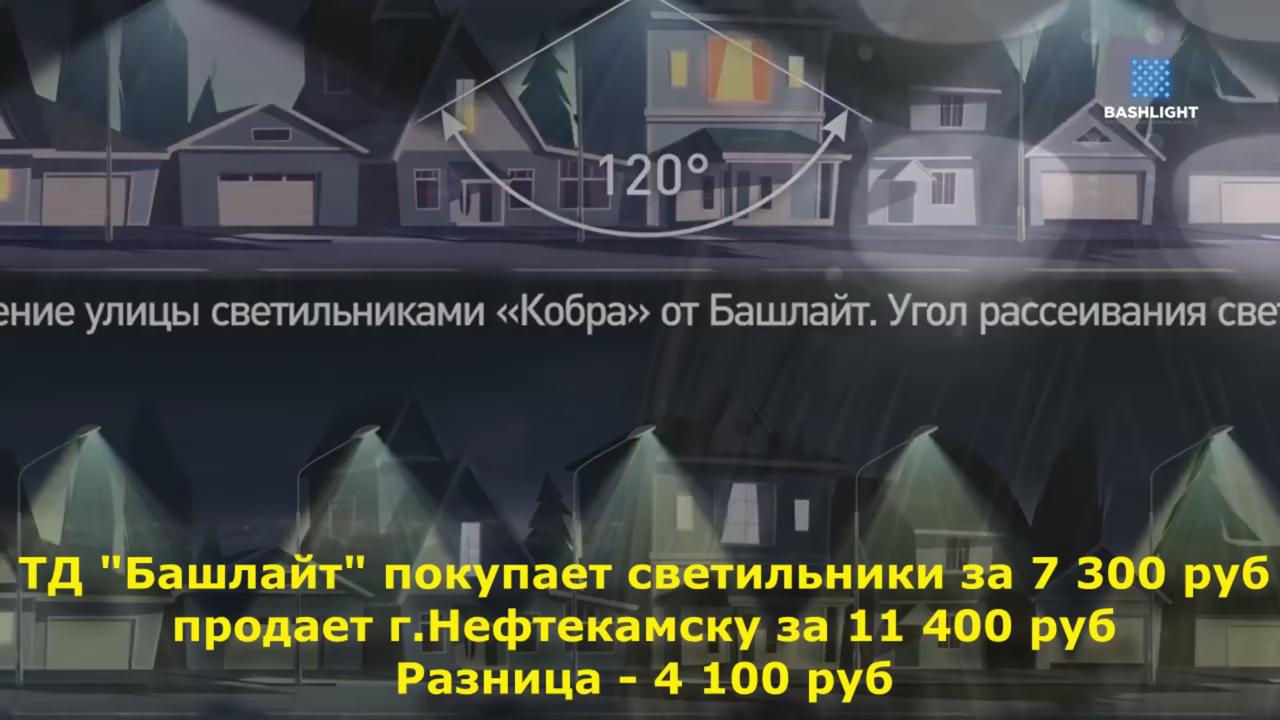 BASHLIGHT
120°
ение улицы светильниками «Кобра» от Башлайт. Угол рассеивания све
ТД "Башлайт" покупает светильники за 7 300 руб
продает г.Нефтекамску за 11 400 руб
Разница - 4 100 руб